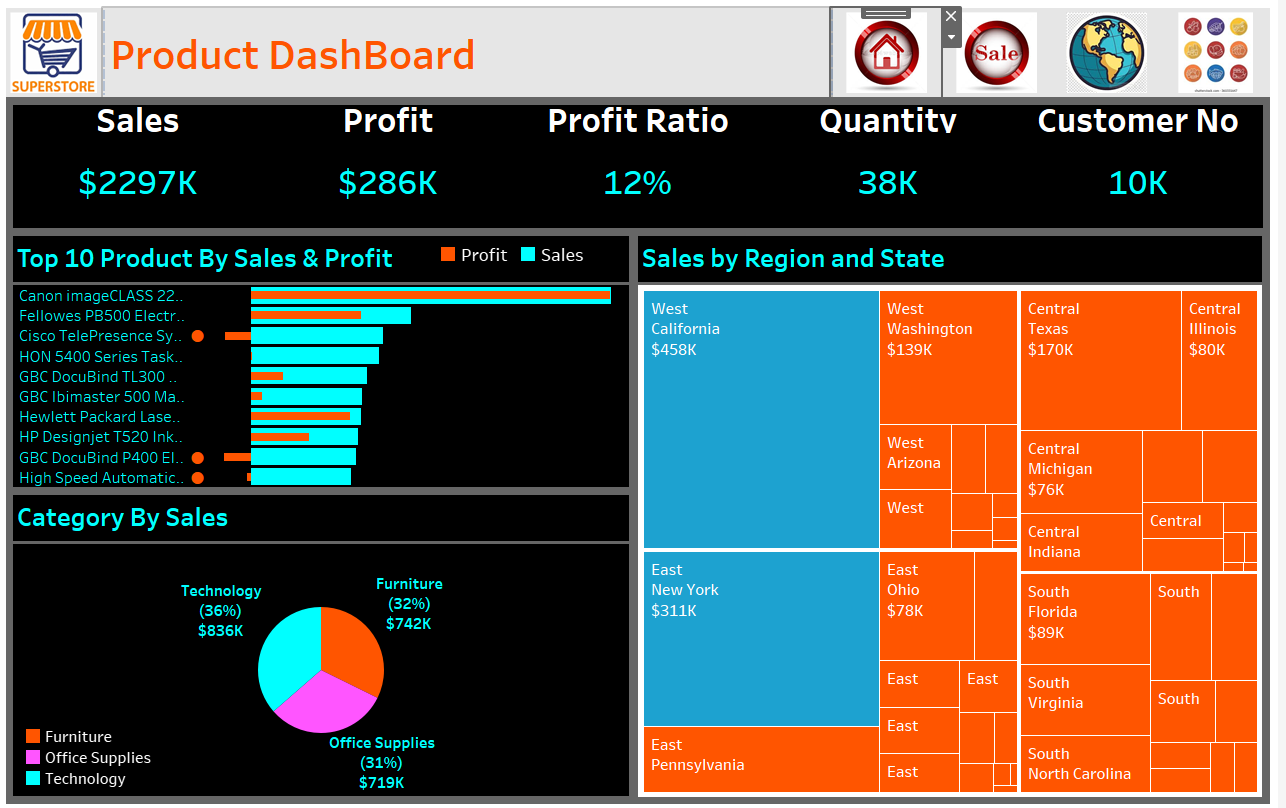 SUPERSTORE
Product DashBoard
Sale
Sales
Profit
Profit Ratio
Quantity
Customer No
$2297K
$286K
12%
38K
10K
Top 10 Product By Sales & Profit
Profit
Sales
Canon imageCLASS 22..
Fellowes PB500 Electr..
Cisco TelePresence Sy..
HON 5400 Series Task..
GBC DocuBind TL300 ..
GBC Ibimaster 500 Ma..
Hewlett Packard Lase..
HP Designjet T520 Ink..
GBC DocuBind P400 El..
High Speed Automatic..
Category By Sales
Technology
(36%)
$836K
Furniture
(32%)
$742K
Office Supplies
(31%)
$719K
Furniture
Office Supplies
Technology
Sales by Region and State
West
California
$458K
West
Washington
$139K
West
Arizona
West
Central
Texas
$170K
Central
Illinois
$80K
Central
Michigan
$76K
Central
Indiana
Central
East
New York
$311K
East
Pennsylvania
East
Ohio
$78K
East
East
East
East
South
Florida
$89K
South
Virginia
South
North Carolina
South
South